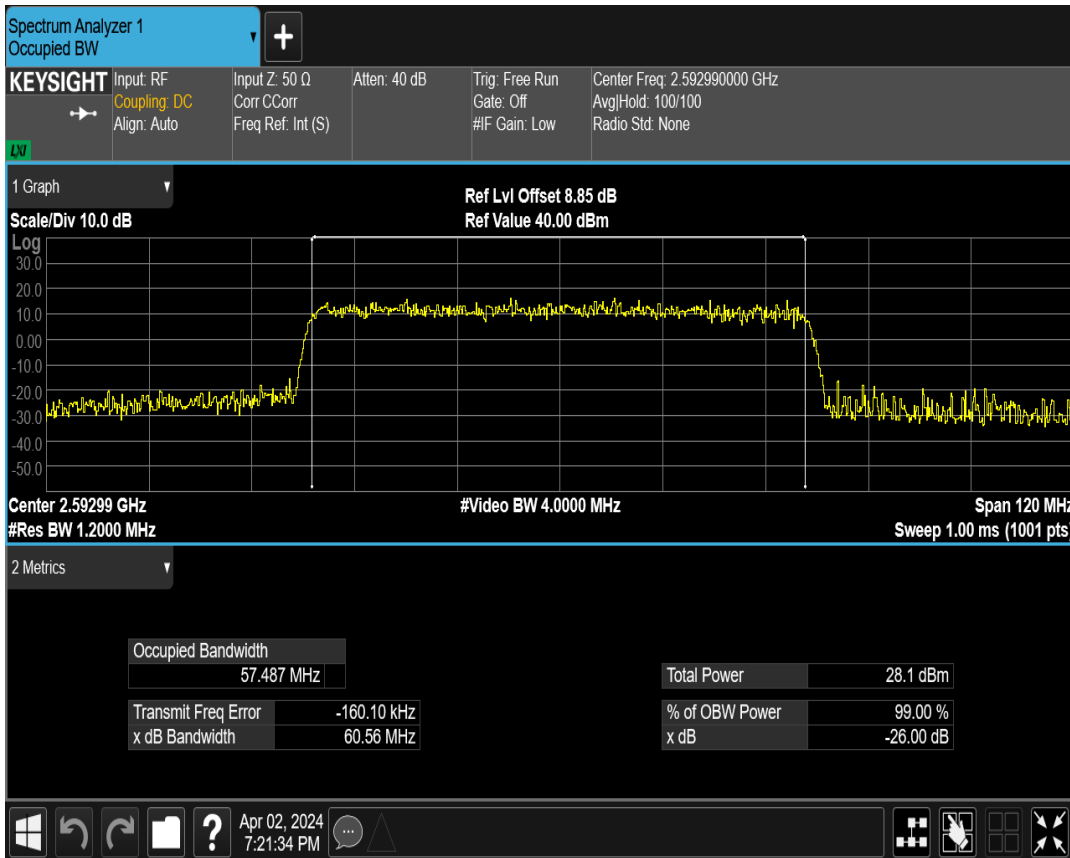 Spectrum Analyzer 1
Occupied BW
+
KEYSIGHT
LXI
Input: RF
Coupling: DC
Align: Auto
Input Z: 50 Ω
Corr CCorr
Freq Ref: Int (S)
Atten: 40 dB
Trig: Free Run
Gate: Off
#IF Gain: Low
Center Freq: 2.592990000 GHz
Avg|Hold: 100/100
Radio Std: None
1 Graph
Scale/Div 10.0 dB
Ref Lvl Offset 8.85 dB
Ref Value 40.00 dBm
Log
30.0
20.0
10.0
0.00
-10.0
-20.0
-30.0
-40.0
-50.0
Center 2.59299 GHz
#Video BW 4.0000 MHz
Span 120 MHz
#Res BW 1.2000 MHz
Sweep 1.00 ms (1001 pts)
2 Metrics
Occupied Bandwidth
57.487 MHz
Transmit Freq Error -160.10 kHz
x dB Bandwidth 60.56 MHz
Total Power 28.1 dBm
% of OBW Power 99.00 %
x dB -26.00 dB
?
Apr 02, 2024
7:21:34 PM